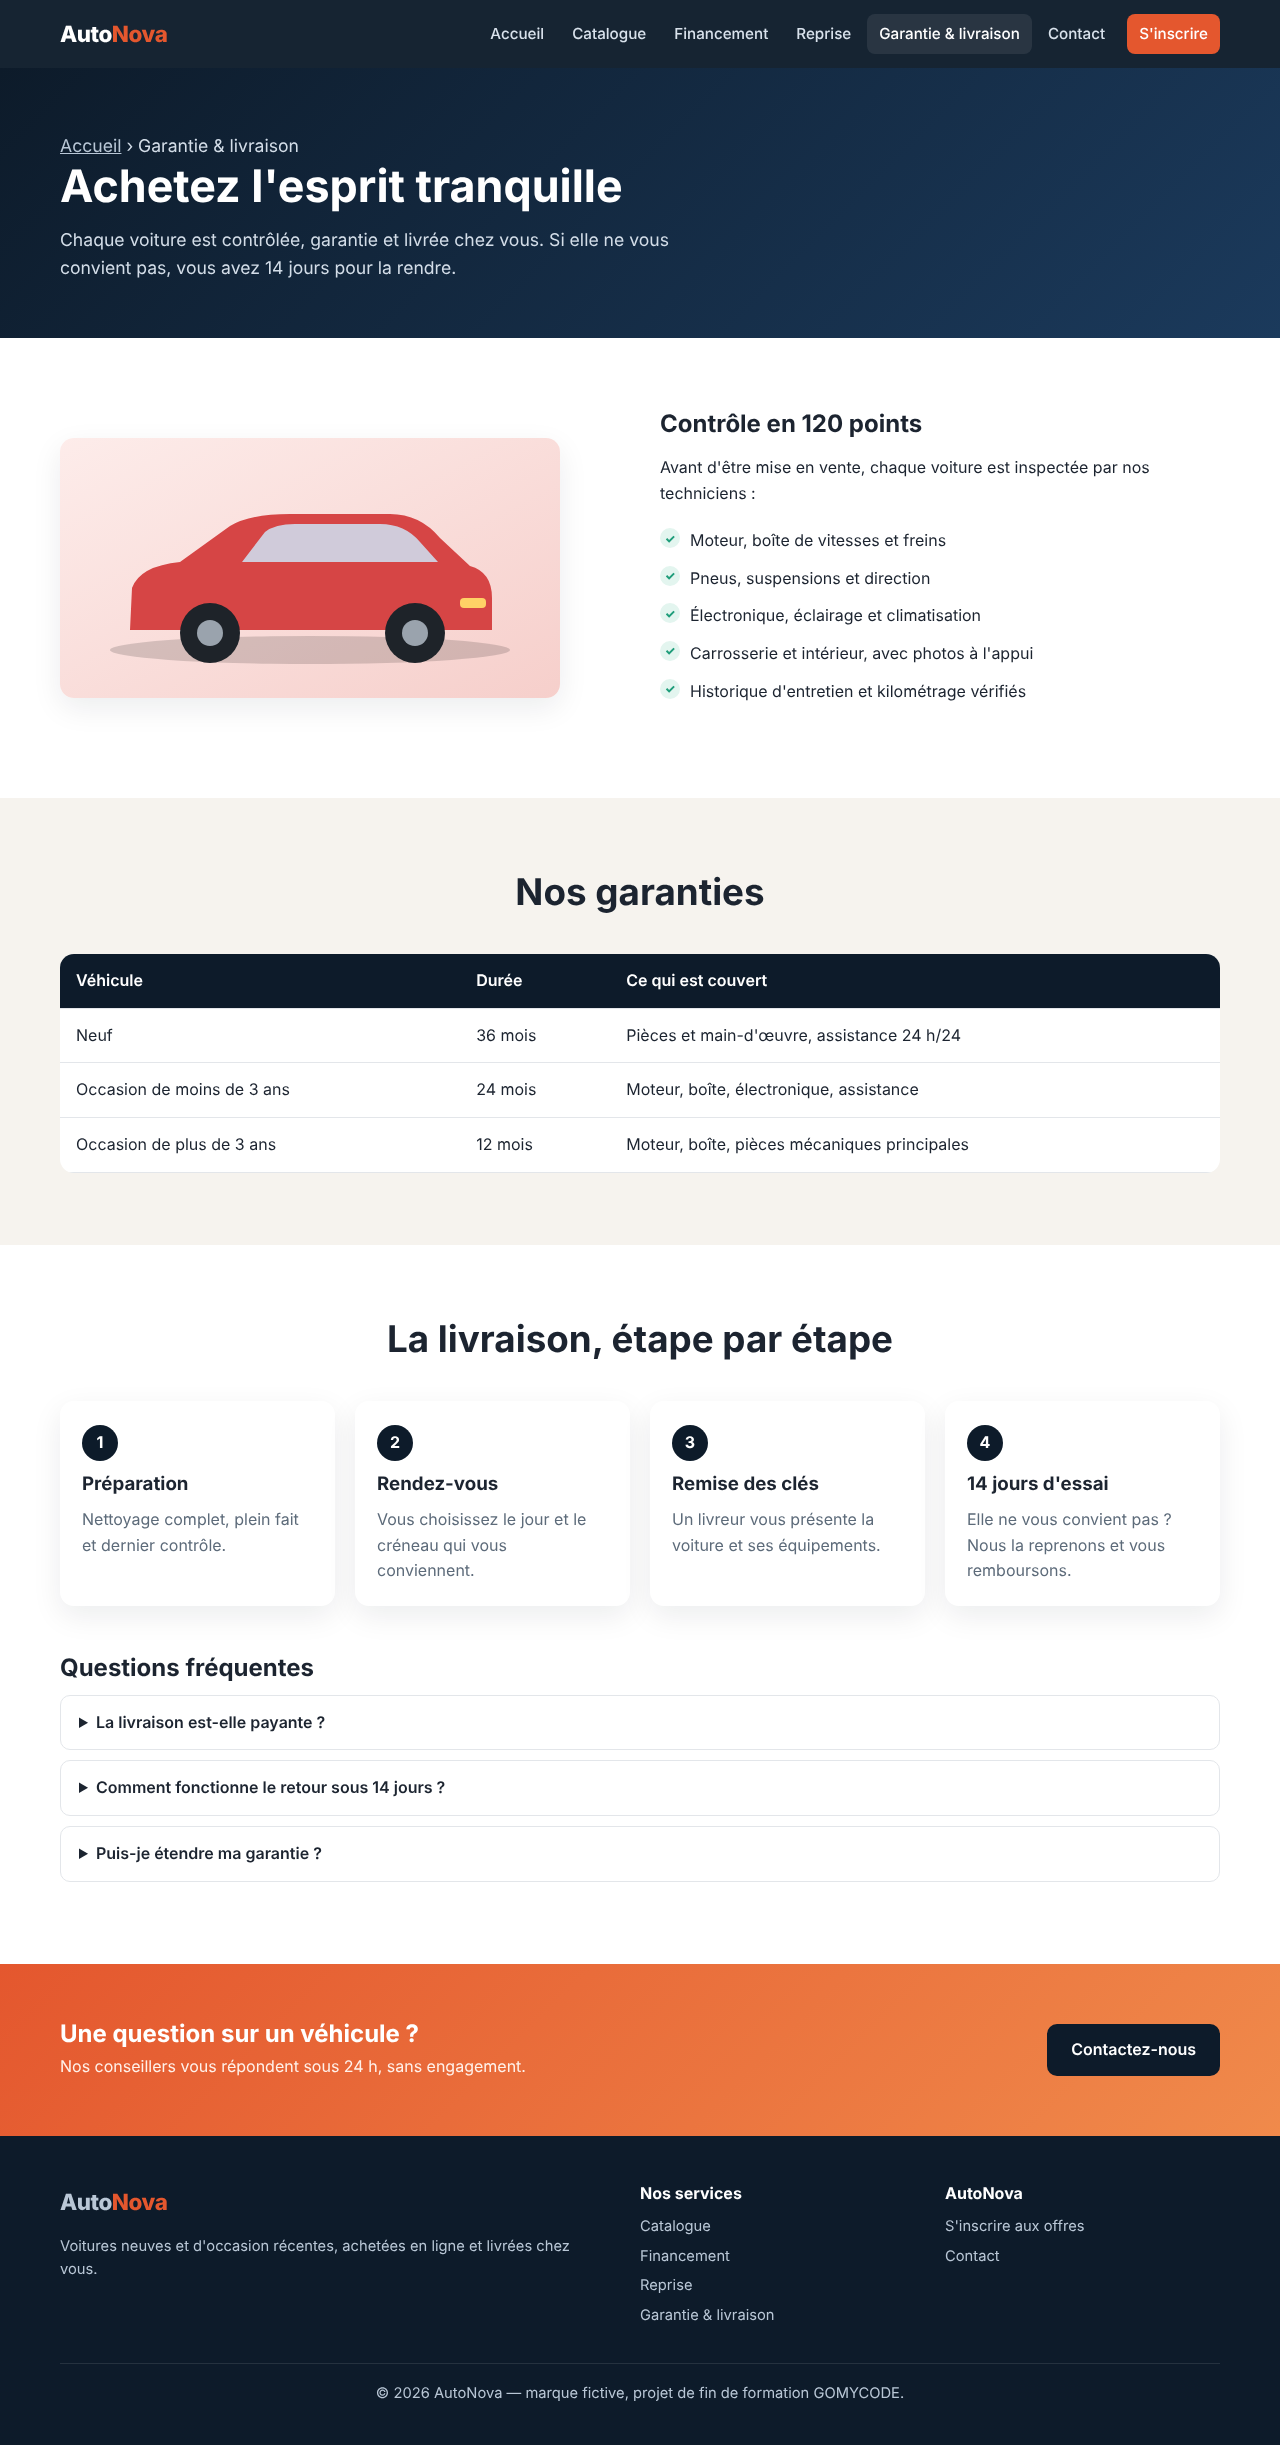 AutoNova
Accueil
Catalogue
Financement
Reprise
Garantie & livraison
Contact
S'inscrire
Accueil › Garantie & livraison
Achetez l'esprit tranquille
Chaque voiture est contrôlée, garantie et livrée chez vous. Si elle ne vous
convient pas, vous avez 14 jours pour la rendre.
Contrôle en 120 points
Avant d'être mise en vente, chaque voiture est inspectée par nos
techniciens :
Moteur, boîte de vitesses et freins
Pneus, suspensions et direction
Électronique, éclairage et climatisation
Carrosserie et intérieur, avec photos à l'appui
Historique d'entretien et kilométrage vérifiés
Nos garanties
Véhicule Durée Ce qui est couvert
Neuf 36 mois Pièces et main-d'œuvre, assistance 24 h/24
Occasion de moins de 3 ans 24 mois Moteur, boîte, électronique, assistance
Occasion de plus de 3 ans 12 mois Moteur, boîte, pièces mécaniques principales
La livraison, étape par étape
1
Préparation
Nettoyage complet, plein fait
et dernier contrôle.
2
Rendez-vous
Vous choisissez le jour et le
créneau qui vous
conviennent.
3
Remise des clés
Un livreur vous présente la
voiture et ses équipements.
4
14 jours d'essai
Elle ne vous convient pas ?
Nous la reprenons et vous
remboursons.
Questions fréquentes
La livraison est-elle payante ?
Comment fonctionne le retour sous 14 jours ?
Puis-je étendre ma garantie ?
Une question sur un véhicule ?
Nos conseillers vous répondent sous 24 h, sans engagement.
Contactez-nous
AutoNova
Voitures neuves et d'occasion récentes, achetées en ligne et livrées chez
vous.
Nos services
Catalogue
Financement
Reprise
Garantie & livraison
AutoNova
S'inscrire aux offres
Contact
© 2026 AutoNova — marque fictive, projet de fin de formation GOMYCODE.